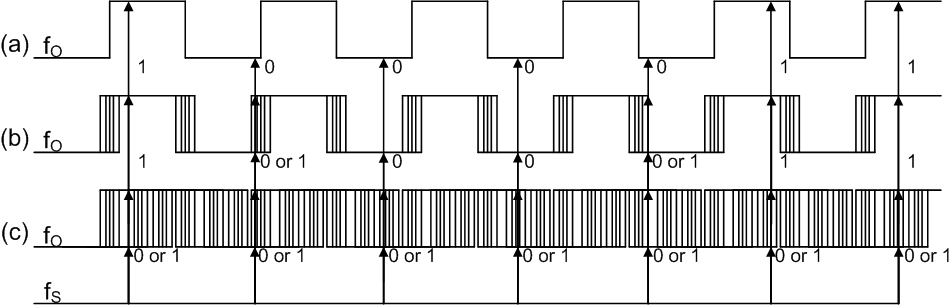 (a) fO
1 0 0 0 0 1 1
(b) fO
1 0 or 1 0 0 0 or 1 1 1
(c) fO
0 or 1 0 or 1 0 or 1 0 or 1 0 or 1 0 or 1 0 or 1
fS